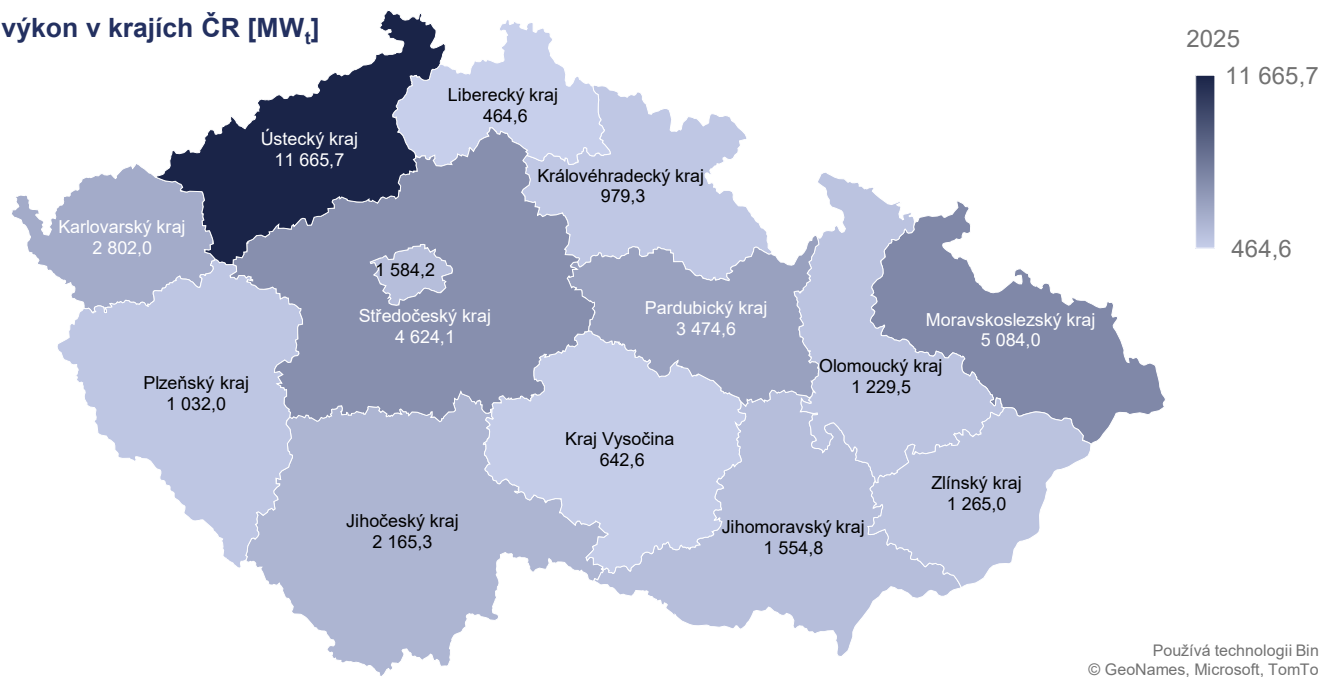 výkon v krajích ČR [MWt]
2025
11 665,7
464,6
Liberecký kraj
464,6
Ústecký kraj
11 665,7
Královéhradecký kraj
979,3
Karlovarský kraj
2 802,0
1 584,2
Středočeský kraj
4 624,1
Pardubický kraj
3 474,6
Moravskoslezský kraj
5 084,0
Plzeňský kraj
1 032,0
Olomoucký kraj
1 229,5
Kraj Vysočina
642,6
Zlínský kraj
1 265,0
Jihočeský kraj
2 165,3
Jihomoravský kraj
1 554,8
Používá technologii Bin
© GeoNames, Microsoft, TomTo